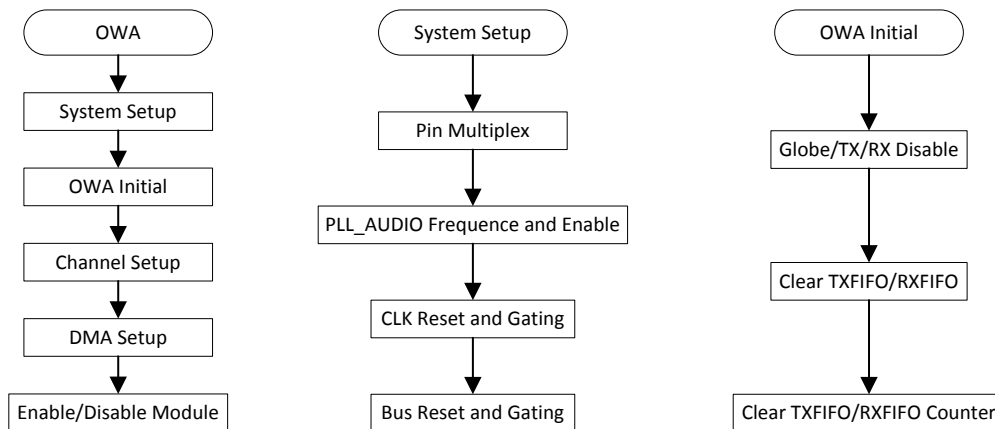 OWA
System Setup
OWA Initial
Channel Setup
DMA Setup
Enable/Disable Module
System Setup
Pin Multiplex
PLL_AUDIO Frequence and Enable
CLK Reset and Gating
Bus Reset and Gating
OWA Initial
Globe/TX/RX Disable
Clear TXFIFO/RXFIFO
Clear TXFIFO/RXFIFO Counter